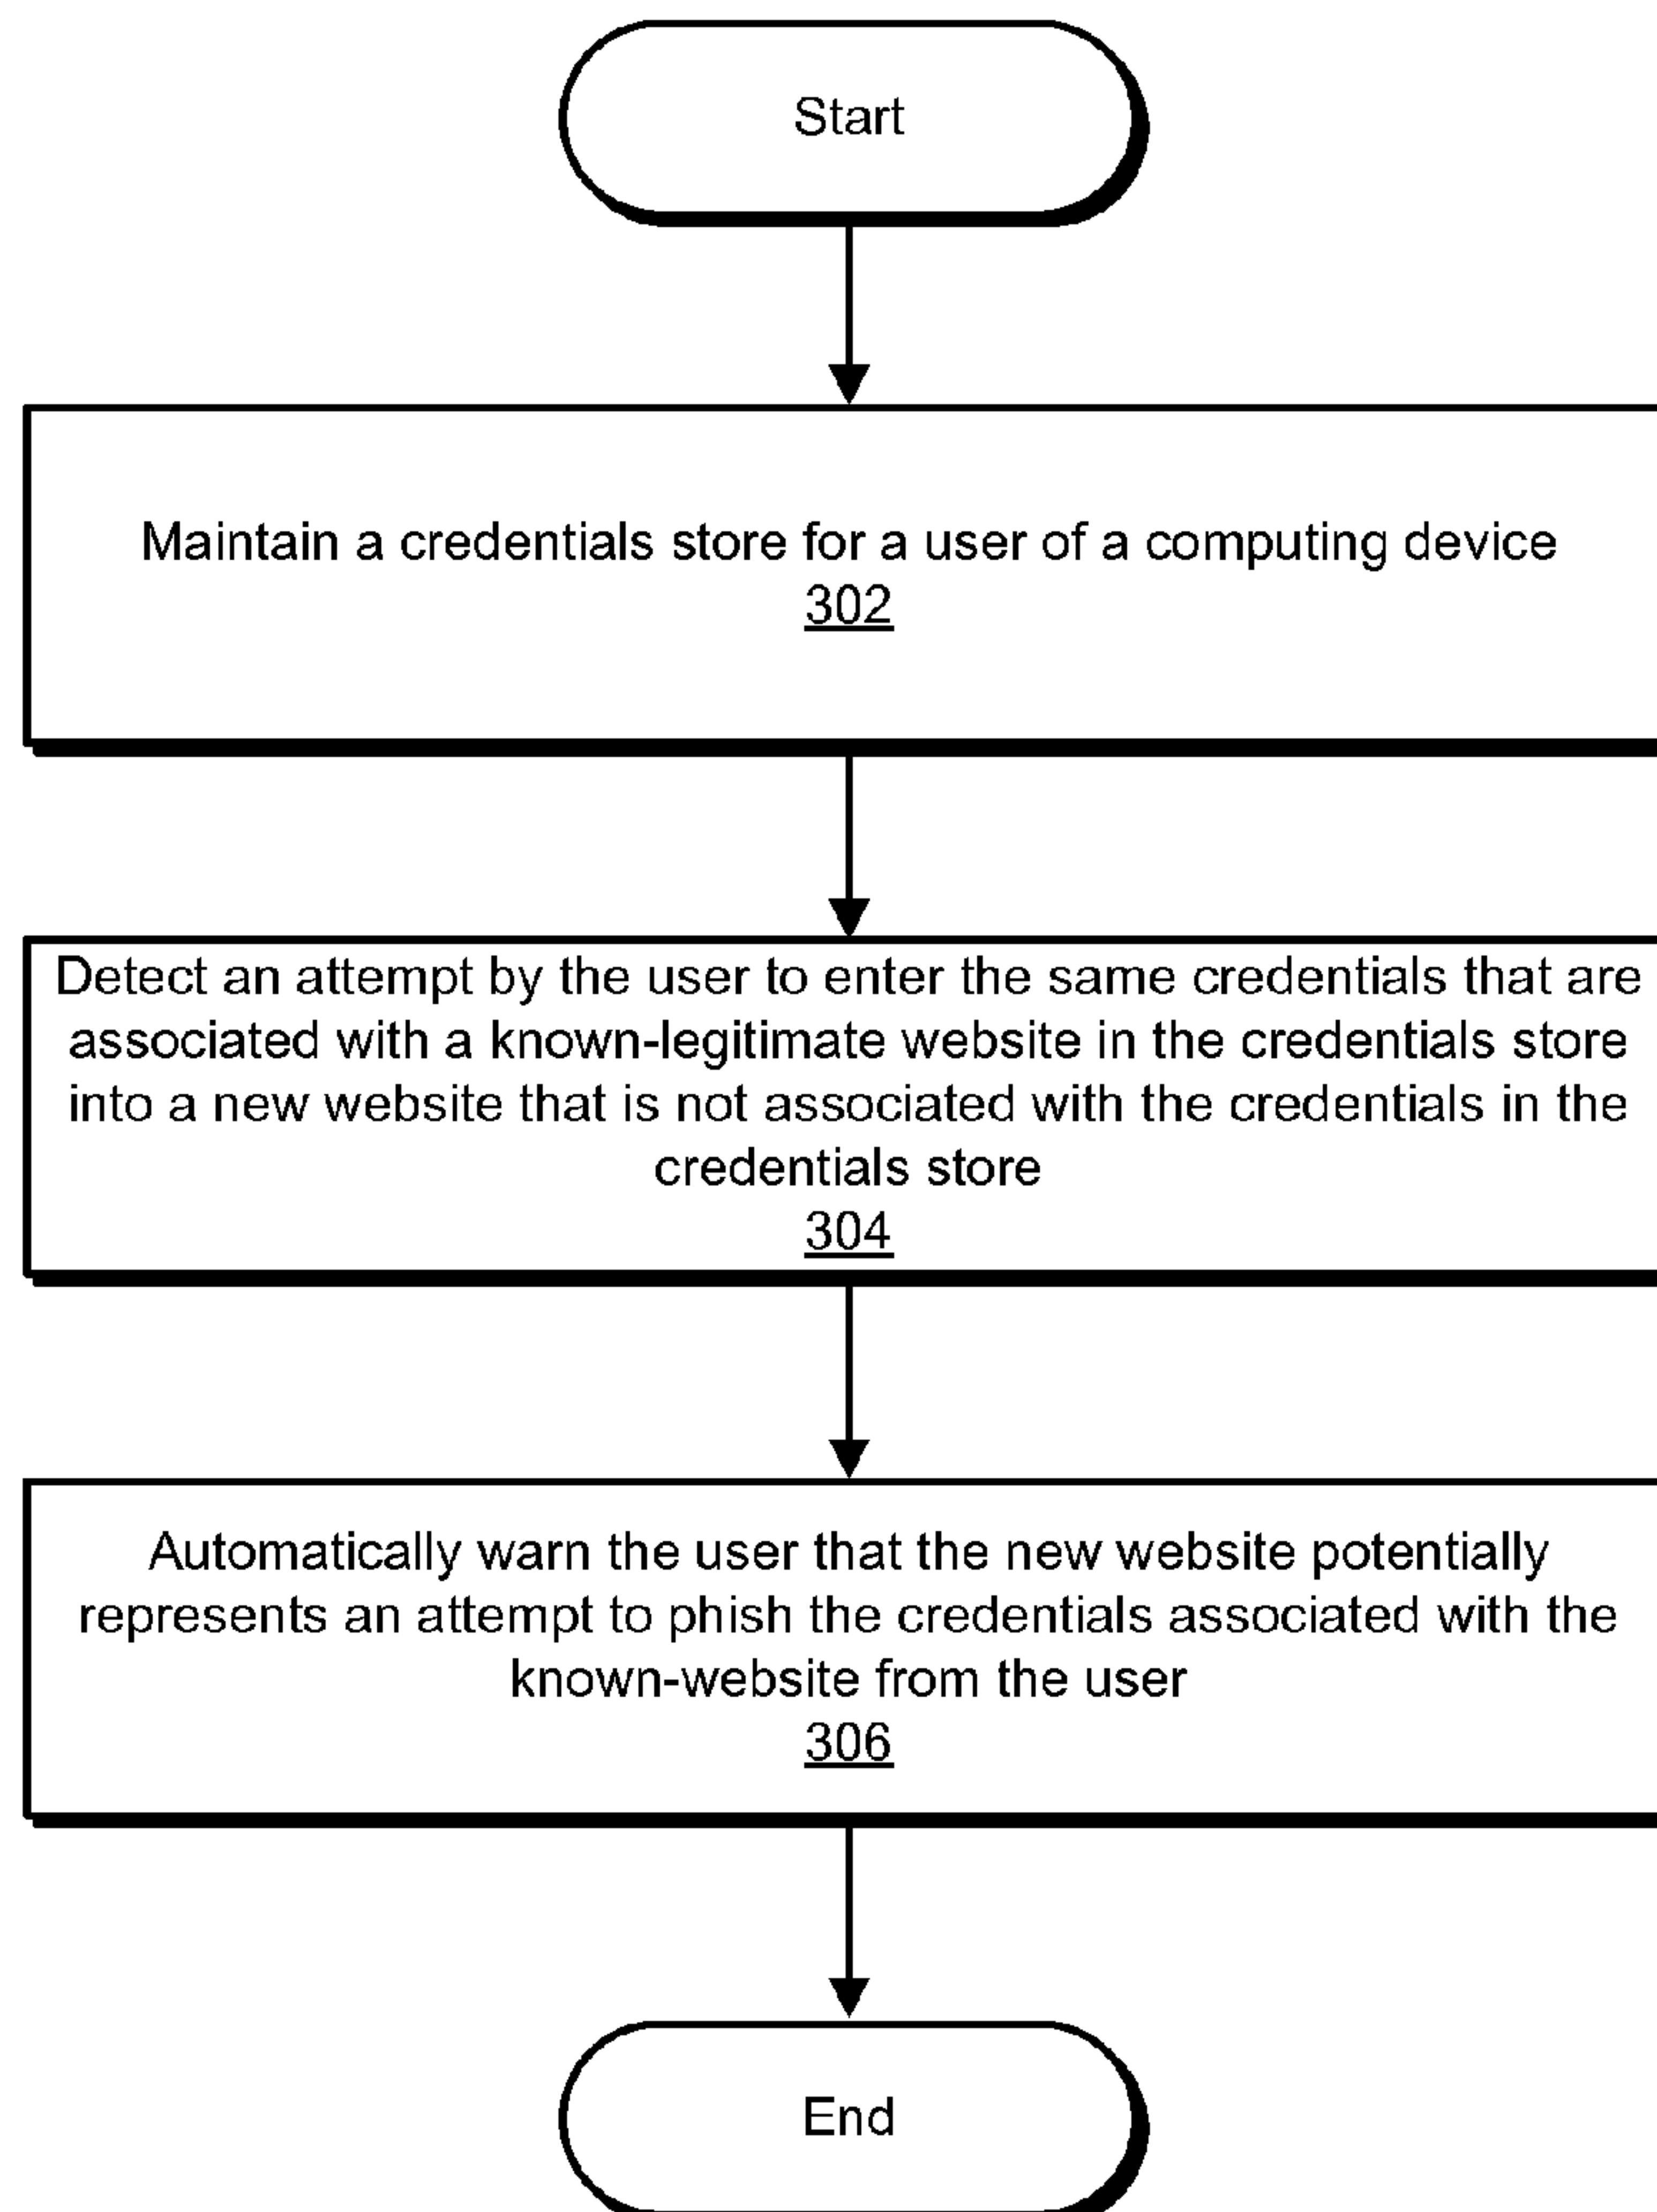 Start
Maintain a credentials store for a user of a computing device
302
Detect an attempt by the user to enter the same credentials that are
associated with a known-legitimate website in the credentials store
into a new website that is not associated with the credentials in the
credentials store
304
Automatically warn the user that the new website potentially
represents an attempt to phish the credentials associated with the
known-website from the user
306
End